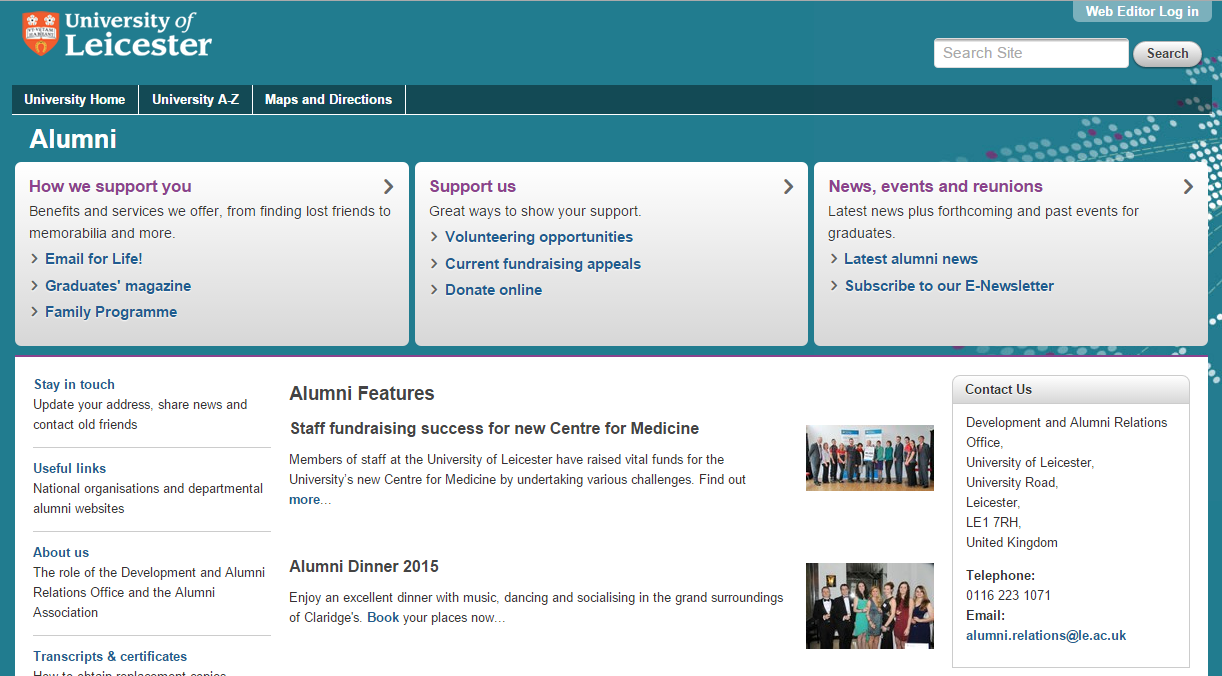 Web Editor Log in
University of
Leicester
Search Site
Search
University Home
University A-Z
Maps and Directions
Alumni
How we support you
Benefits and services we offer, from finding lost friends to
memorabilia and more.
Email for Life!
Graduates' magazine
Family Programme
Support us
Great ways to show your support.
Volunteering opportunities
Current fundraising appeals
Donate online
News, events and reunions
Latest news plus forthcoming and past events for
graduates.
Latest alumni news
Subscribe to our E-Newsletter
Stay in touch
Update your address, share news and
contact old friends
Useful links
National organisations and departmental
alumni websites
About us
The role of the Development and Alumni
Relations Office and the Alumni
Association
Transcripts & certificates
How to obtain replacement copies
Alumni Features
Staff fundraising success for new Centre for Medicine
Members of staff at the University of Leicester have raised vital funds for the
University's new Centre for Medicine by undertaking various challenges. Find out
more...
Alumni Dinner 2015
Enjoy an excellent dinner with music, dancing and socialising in the grand surroundings
of Claridge's. Book your places now...
Contact Us
Development and Alumni Relations
Office,
University of Leicester,
University Road,
Leicester,
LE1 7RH,
United Kingdom
Telephone:
0116 223 1071
Email:
alumni.relations@le.ac.uk